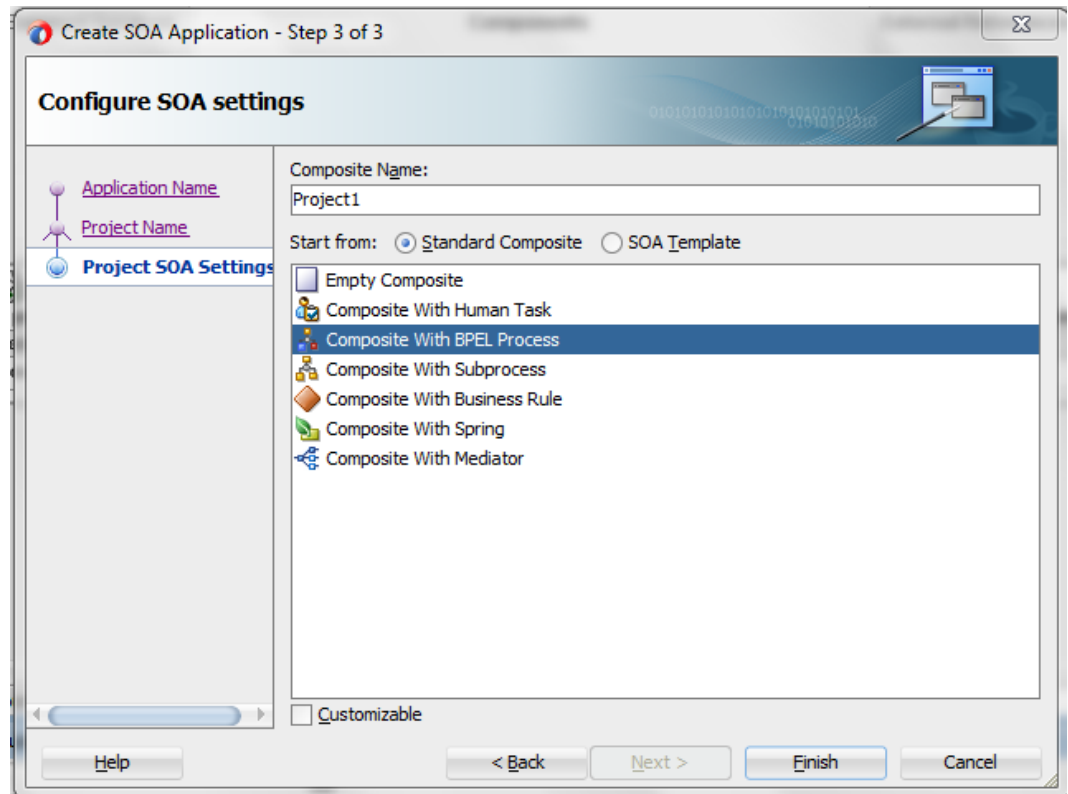 Create SOA Application - Step 3 of 3
Configure SOA settings
Application Name
Project Name
Project SOA Settings
Composite Name:
Project1
Start from: Standard Composite SOA Template
Empty Composite
Composite With Human Task
Composite With BPEL Process
Composite With Subprocess
Composite With Business Rule
Composite With Spring
Composite With Mediator
Customizable
Help < Back Next > Finish Cancel